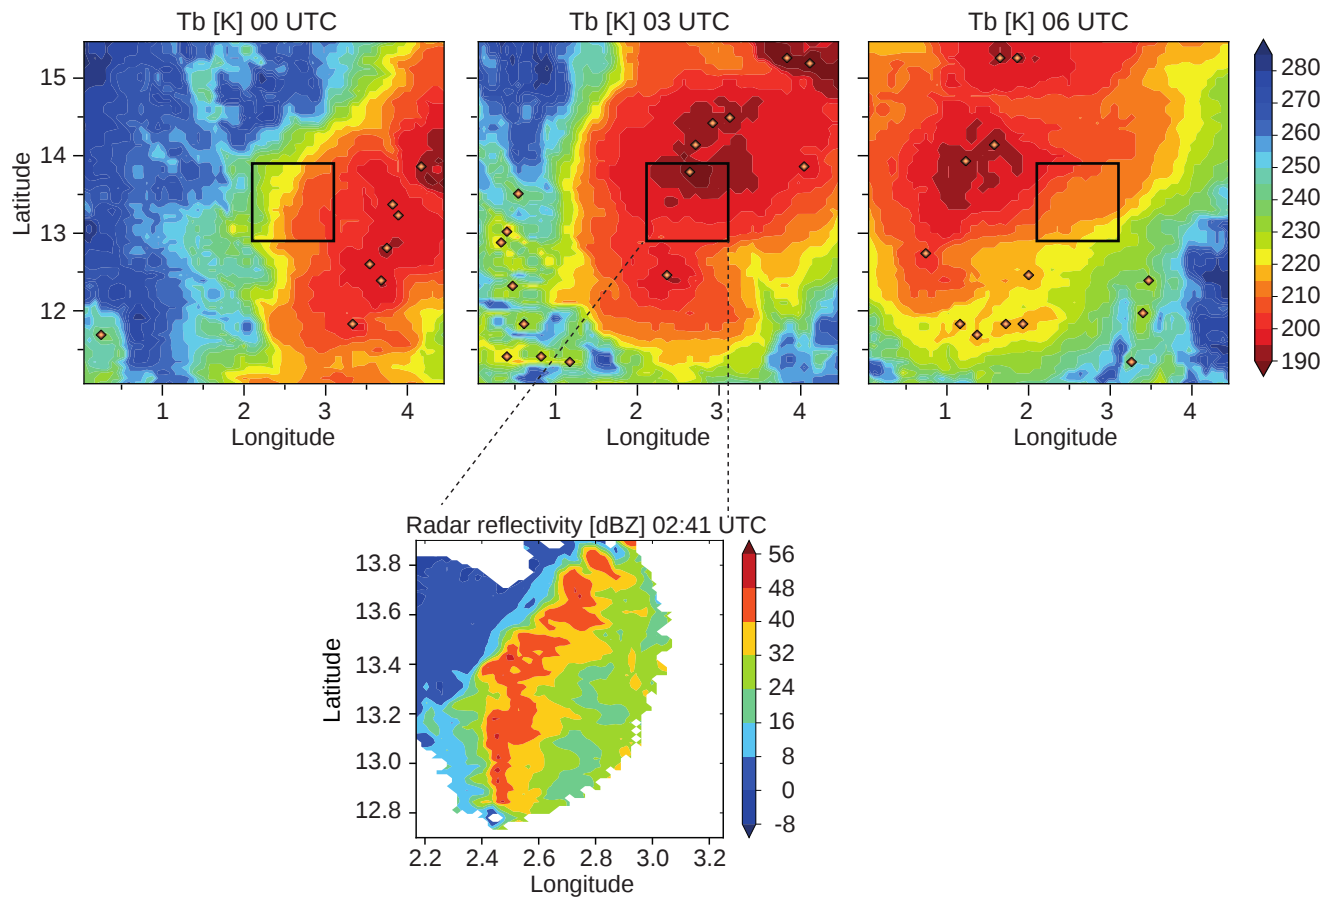 Tb [K] 00 UTC
Tb [K] 03 UTC
Tb [K] 06 UTC
Latitude
15
14
13
12
1 2 3 4
1 2 3 4
1 2 3 4
Longitude
Longitude
Longitude
280
270
260
250
240
230
220
210
200
190
Radar reflectivity [dBZ] 02:41 UTC
Latitude
13.8
13.6
13.4
13.2
13.0
12.8
2.2 2.4 2.6 2.8 3.0 3.2
Longitude
56
48
40
32
24
16
8
0
-8